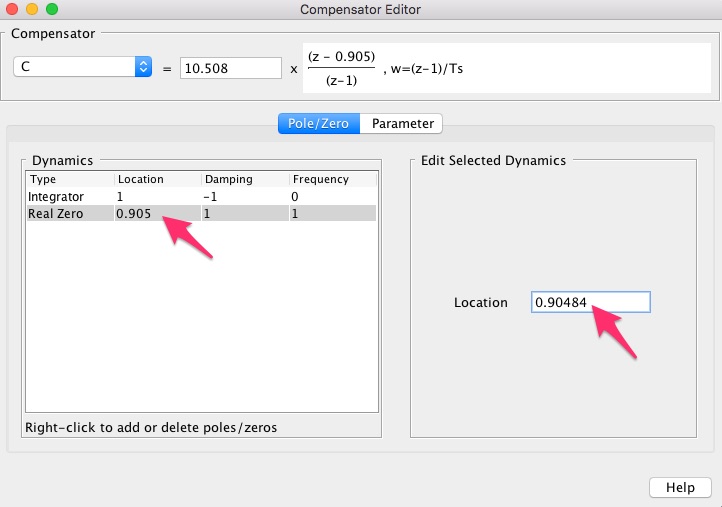 Compensator Editor
Compensator
C = 10.508 x (z - 0.905) / (z-1) , w=(z-1)/Ts
Pole/Zero Parameter
Dynamics
Type Location Damping Frequency
Integrator 1 -1 0
Real Zero 0.905 1 1
Right-click to add or delete poles/zeros
Edit Selected Dynamics
Location 0.90484
Help